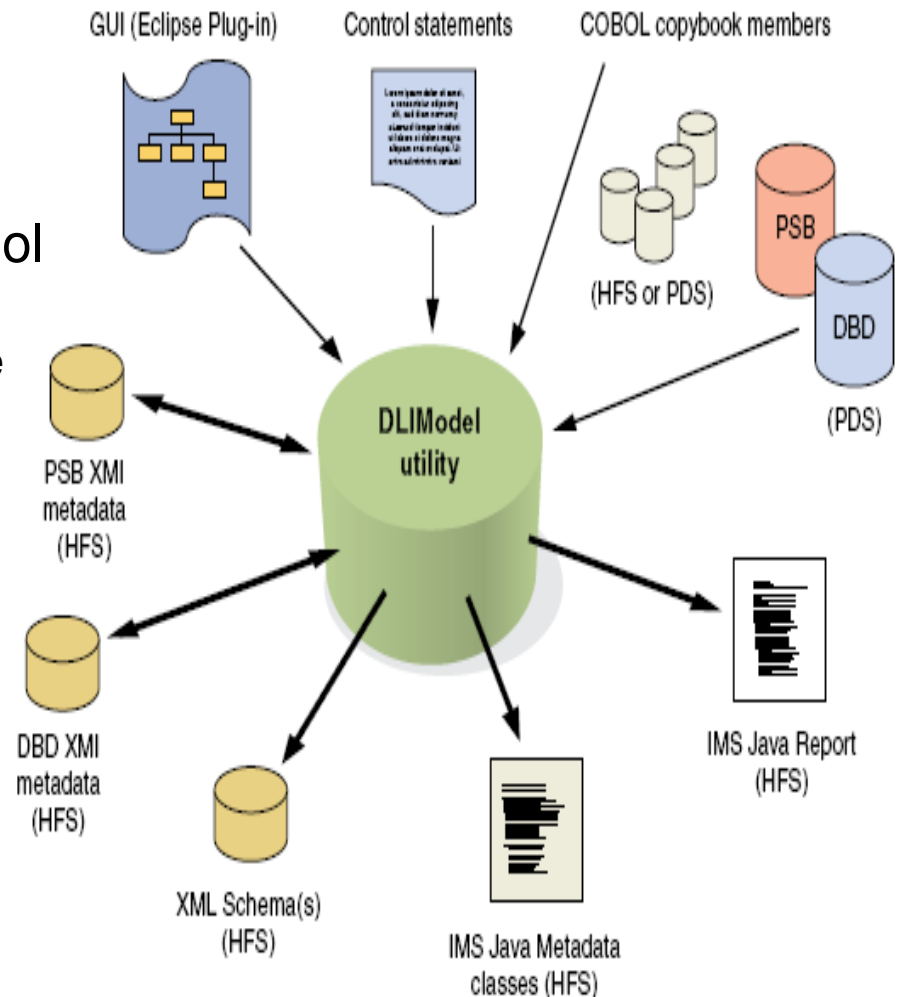 GUI (Eclipse Plug-in)
Control statements
COBOL copybook members
ol
e
(HFS or PDS)
PSB
DBD
(PDS)
DLIModel
utility
PSB XMI
metadata
(HFS)
DBD XMI
metadata
(HFS)
XML Schema(s)
(HFS)
IMS Java Metadata
classes (HFS)
IMS Java Report
(HFS)